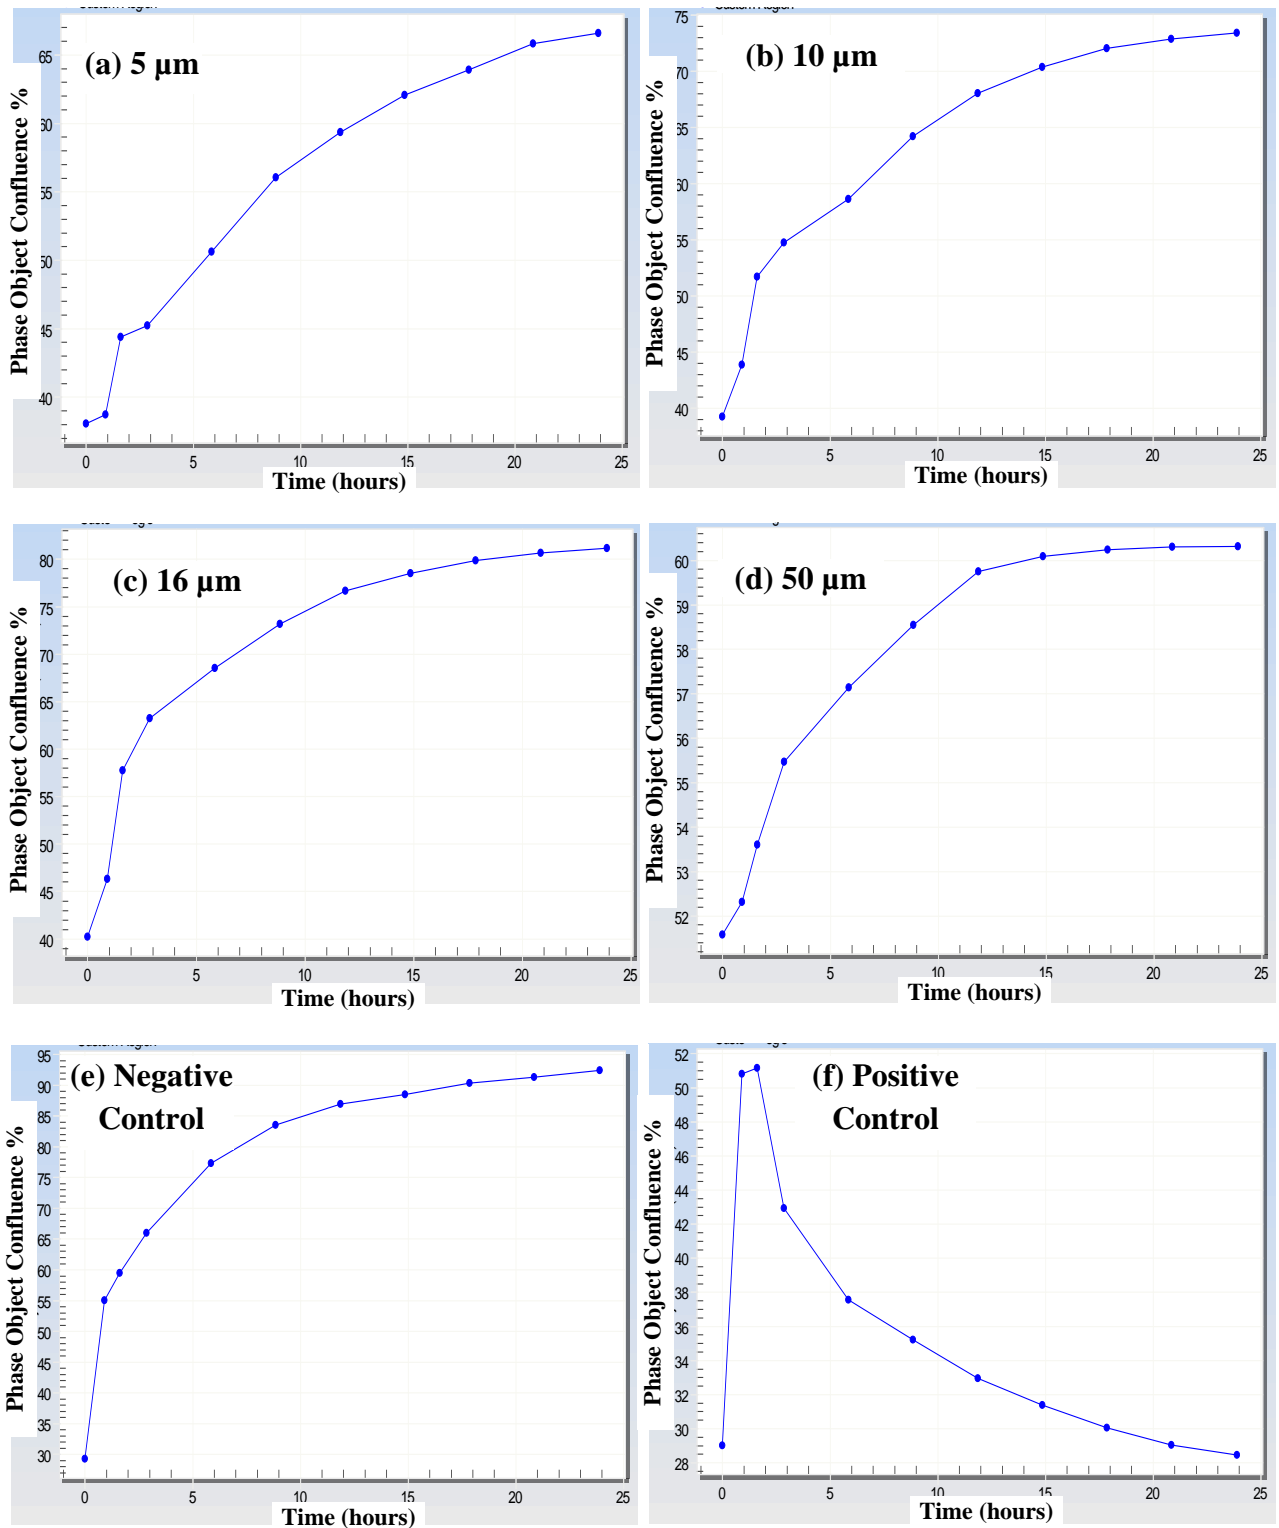 (a) 5 µm
Phase Object Confluence %
65
60
55
50
45
40
0 5 10 15 20 25
Time (hours)
(b) 10 µm
Phase Object Confluence %
75
70
65
60
55
50
45
40
0 5 10 15 20 25
Time (hours)
(c) 16 µm
Phase Object Confluence %
80
75
70
65
60
55
50
45
40
0 5 10 15 20 25
Time (hours)
(d) 50 µm
Phase Object Confluence %
60
59
58
57
56
55
54
53
52
0 5 10 15 20 25
Time (hours)
(e) Negative
Control
Phase Object Confluence %
95
90
85
80
75
70
65
60
55
50
45
40
35
30
0 5 10 15 20 25
Time (hours)
(f) Positive
Control
Phase Object Confluence %
52
50
48
46
44
42
40
38
36
34
32
30
28
0 5 10 15 20 25
Time (hours)